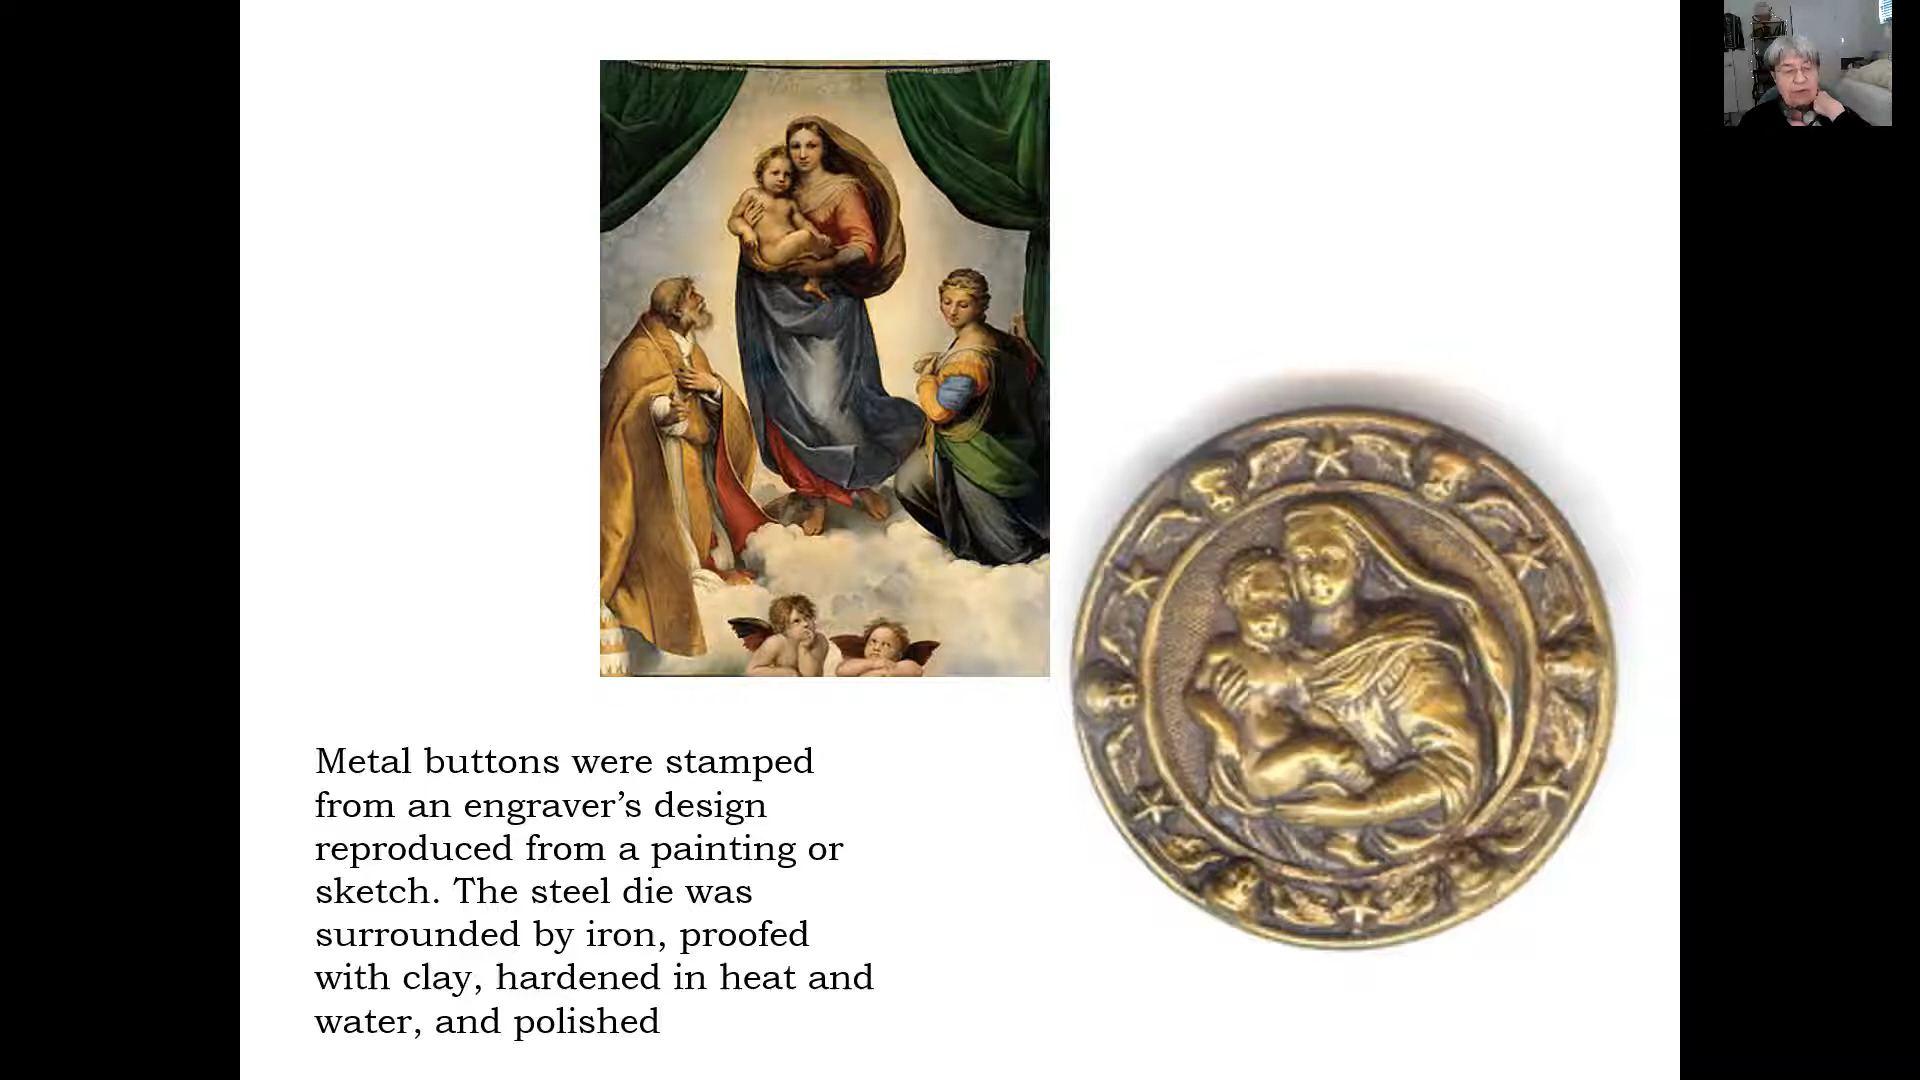 Metal buttons were stamped
from an engraver’s design
reproduced from a painting or
sketch. The steel die was
surrounded by iron, proofed
with clay, hardened in heat and
water, and polished